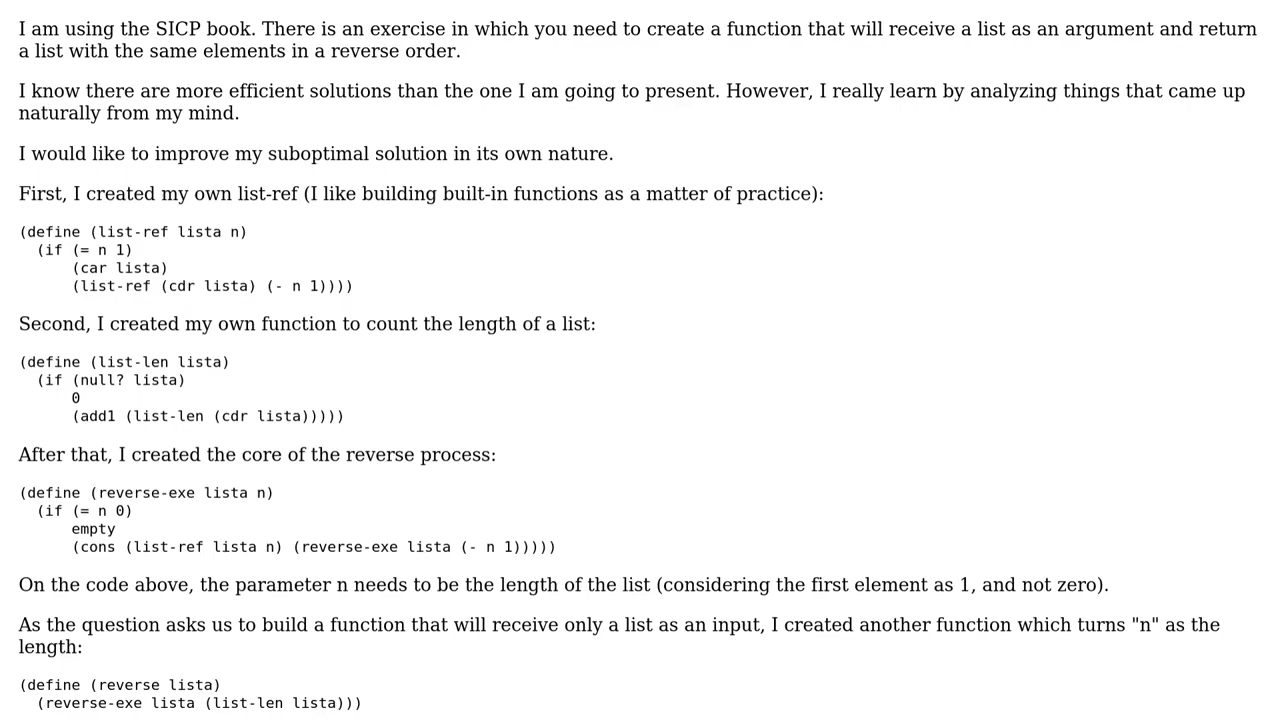 I am using the SICP book. There is an exercise in which you need to create a function that will receive a list as an argument and return
a list with the same elements in a reverse order.
I know there are more efficient solutions than the one I am going to present. However, I really learn by analyzing things that came up
naturally from my mind.
I would like to improve my suboptimal solution in its own nature.
First, I created my own list-ref (I like building built-in functions as a matter of practice):
(define (list-ref lista n)
  (if (= n 1)
      (car lista)
      (list-ref (cdr lista) (- n 1))))
Second, I created my own function to count the length of a list:
(define (list-len lista)
  (if (null? lista)
      0
      (add1 (list-len (cdr lista)))))
After that, I created the core of the reverse process:
(define (reverse-exe lista n)
  (if (= n 0)
      empty
      (cons (list-ref lista n) (reverse-exe lista (- n 1)))))
On the code above, the parameter n needs to be the length of the list (considering the first element as 1, and not zero).
As the question asks us to build a function that will receive only a list as an input, I created another function which turns "n" as the
length:
(define (reverse lista)
  (reverse-exe lista (list-len lista)))